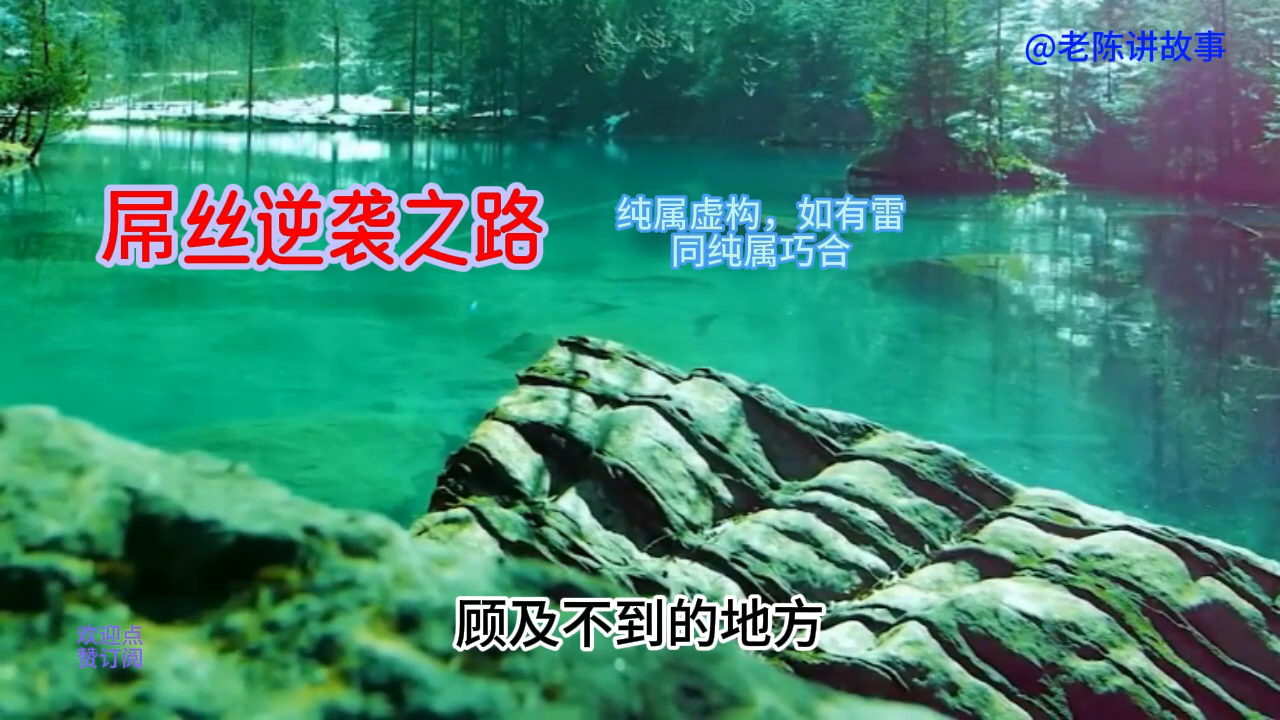 @老陈讲故事
屌丝逆袭之路
纯属虚构，如有雷
同纯属巧合
顾及不到的地方
欢迎点
赞订阅